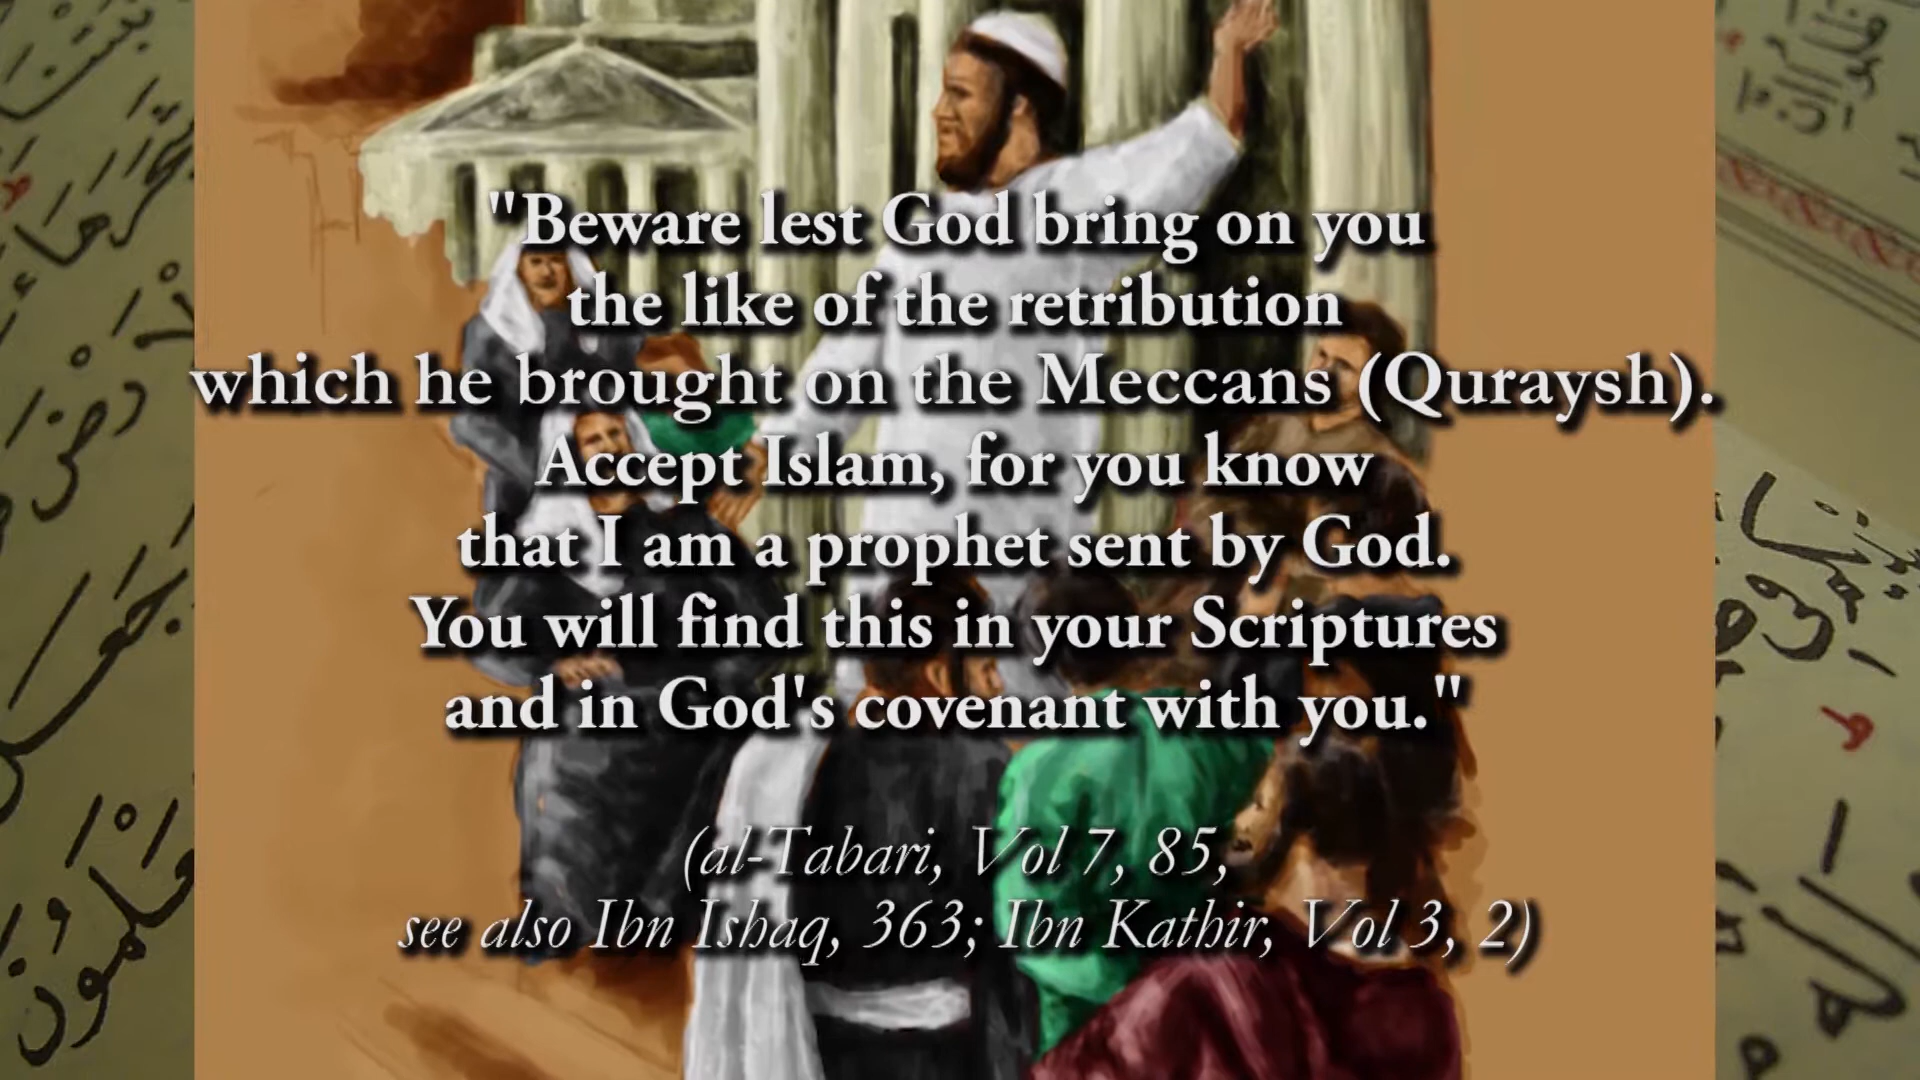 "Beware lest God bring on you
the like of the retribution
which he brought on the Meccans (Quraysh).
Accept Islam, for you know
that I am a prophet sent by God.
You will find this in your Scriptures
and in God's covenant with you."
(al-Tabari, Vol 7, 85,
see also Ibn Ishaq, 363; Ibn Kathir, Vol 3, 2)